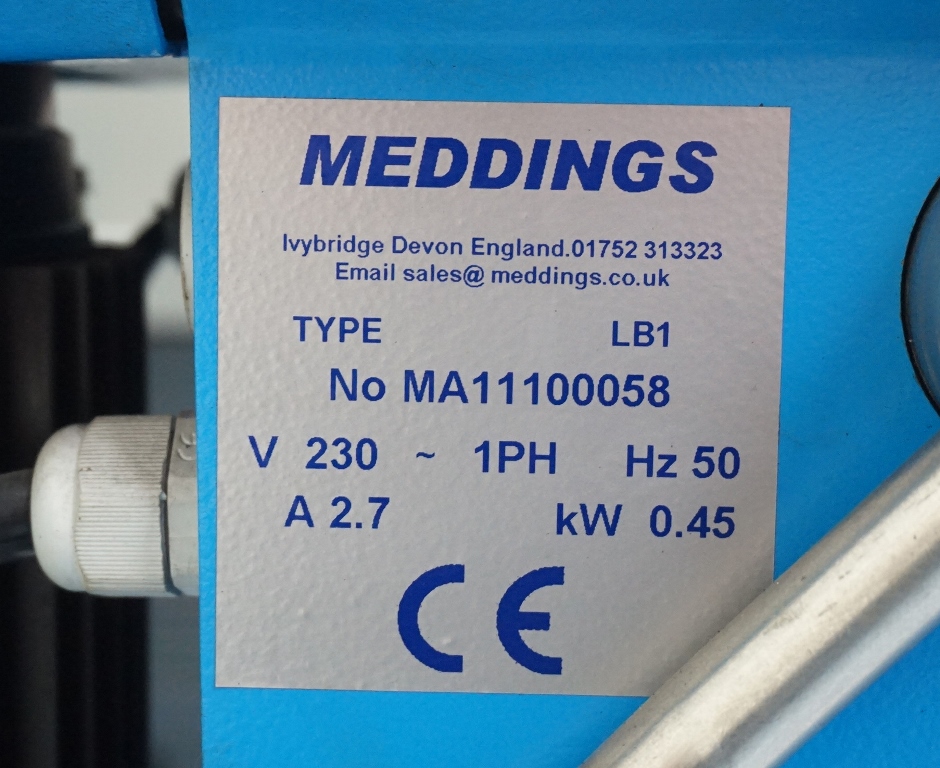 MEDDINGS
Ivybridge Devon England.01752 313323
Email sales@ meddings.co.uk
TYPE LB1
No MA11100058
V 230 ~ 1PH Hz 50
A 2.7 kW 0.45
CE